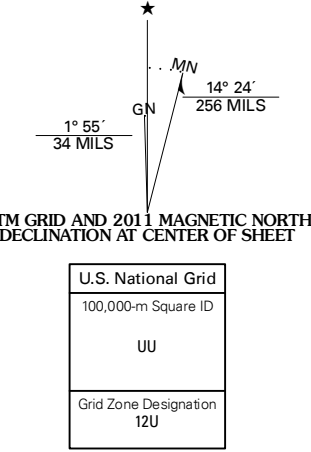 ★
MN
GN
14° 24´
256 MILS
1° 55´
34 MILS
TM GRID AND 2011 MAGNETIC NORTH
DECLINATION AT CENTER OF SHEET
U.S. National Grid
100,000-m Square ID
UU
Grid Zone Designation
12U